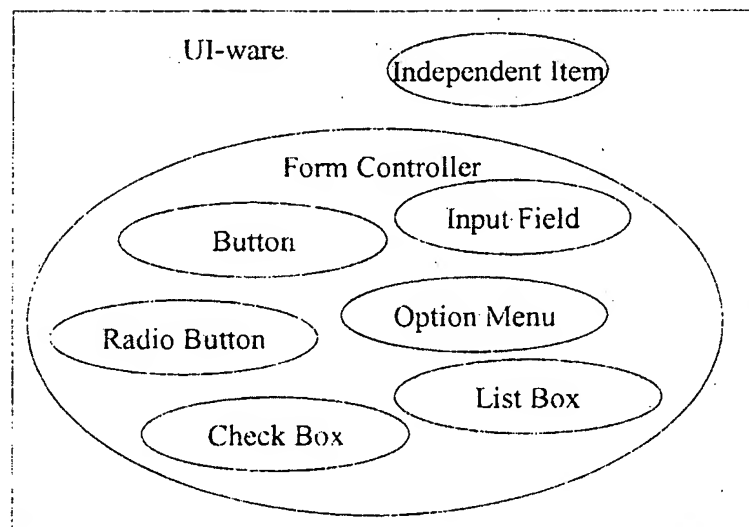 UI-ware
Independent Item
Form Controller
Input Field
Button
Option Menu
Radio Button
List Box
Check Box